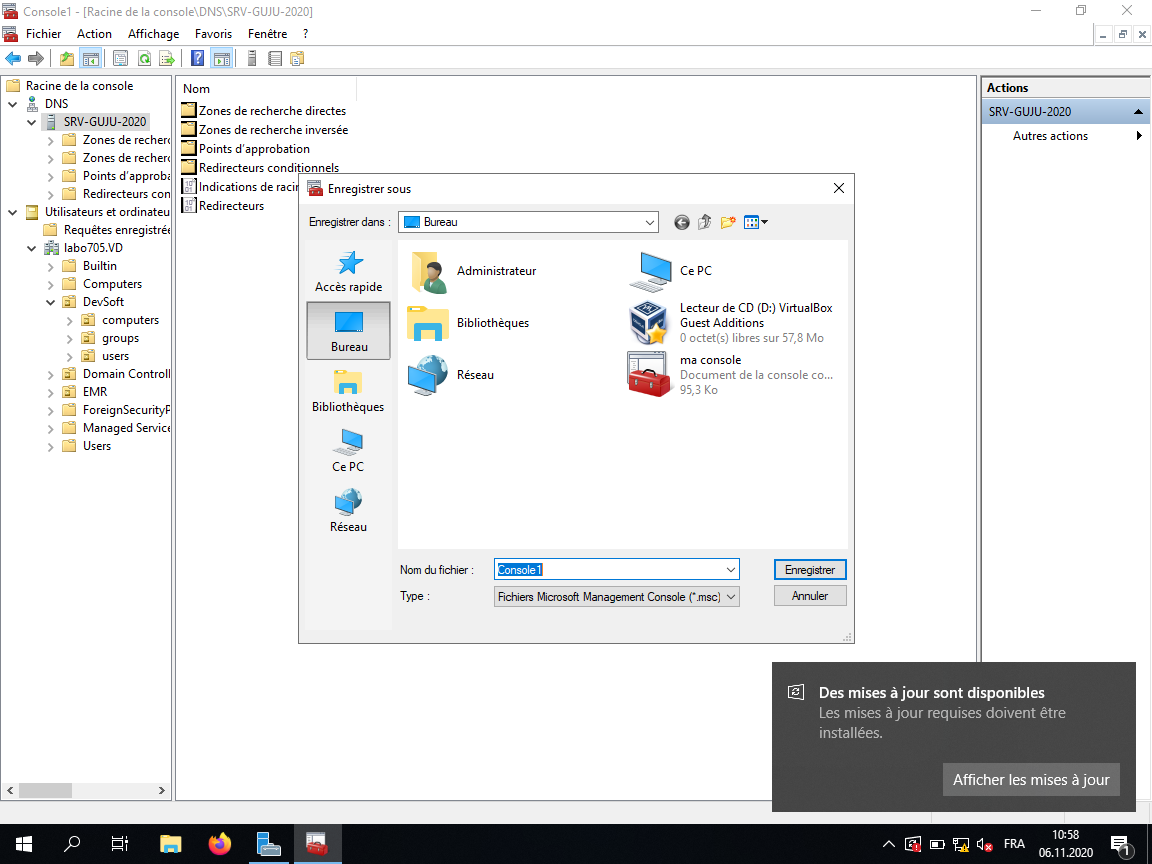 Console1 - [Racine de la console\DNS\SRV-GUJU-2020]
Fichier Action Affichage Favoris Fenêtre ?
Racine de la console
DNS
SRV-GUJU-2020
Zones de recherc
Zones de recherc
Points d'approba
Redirecteurs con
Utilisateurs et ordinateu
Requêtes enregistrée
labo705.VD
Builtin
Computers
DevSoft
computers
groups
users
Domain Controll
EMR
ForeignSecurityP
Managed Service
Users
Nom
Zones de recherche directes
Zones de recherche inversée
Points d'approbation
Redirecteurs conditionnels
Indications de racin
Redirecteurs
Actions
SRV-GUJU-2020
Autres actions
Enregistrer sous
Enregistrer dans :
Bureau
Accès rapide
Bureau
Bibliothèques
Ce PC
Réseau
Administrateur
Ce PC
Bibliothèques
Lecteur de CD (D:) VirtualBox
Guest Additions
0 octet(s) libres sur 57,8 Mo
Réseau
ma console
Document de la console co...
95,3 Ko
Nom du fichier :
Console1
Enregistrer
Type :
Fichiers Microsoft Management Console (*.msc)
Annuler
Des mises à jour sont disponibles
Les mises à jour requises doivent être
installées.
Afficher les mises à jour
FRA
10:58
06.11.2020
1